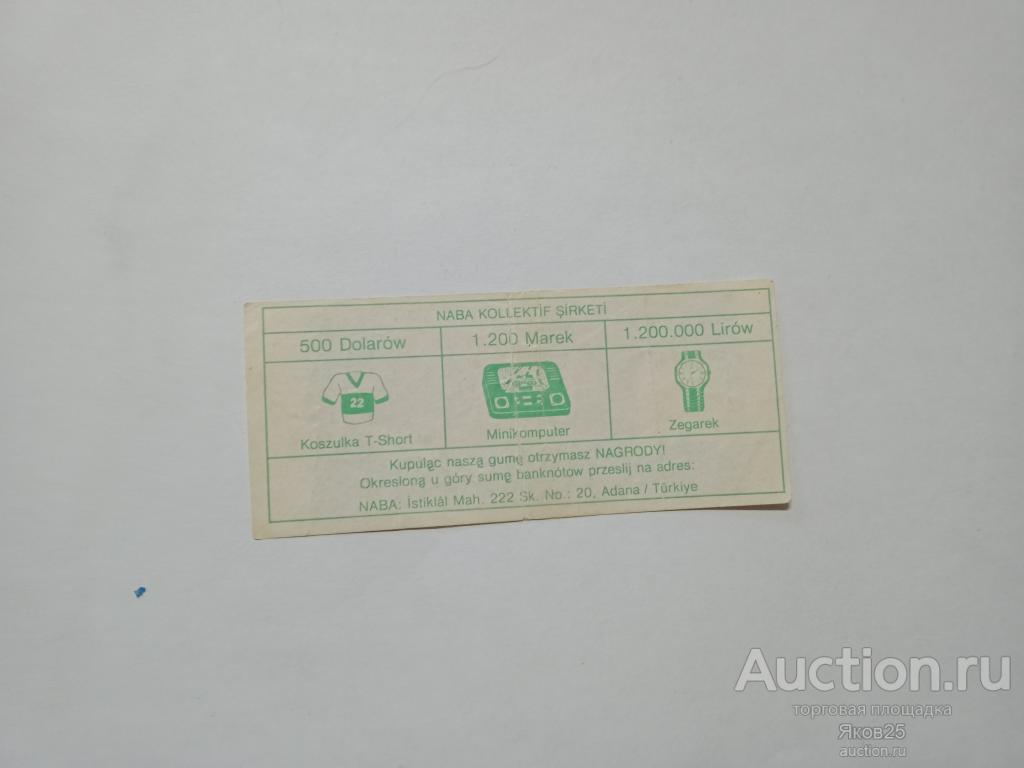 NABA KOLLEKTİF ŞİRKETİ
500 Dolarów
1.200 Marek
1.200.000 Lirów
22
Koszulka T-Short
Minikomputer
Zegarek
Kupuląc naszą gumę otrzymasz NAGRODY!
Okresloną u góry sumę banknótow przeslij na adres:
NABA: İstiklâl Mah. 222 Sk. No.: 20, Adana / Türkiye
Auction.ru
торговая площадка
Яков25
auction.ru